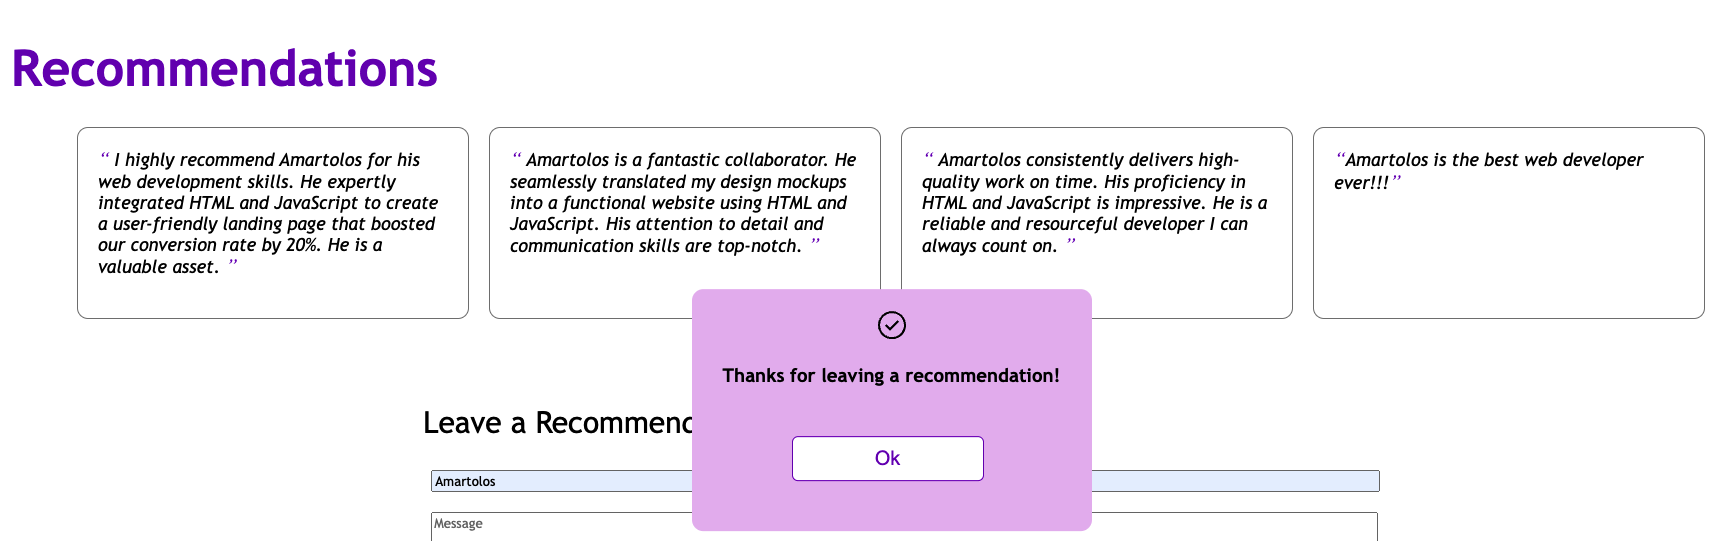 Recommendations
“ I highly recommend Amartolos for his
web development skills. He expertly
integrated HTML and JavaScript to create
a user-friendly landing page that boosted
our conversion rate by 20%. He is a
valuable asset. ”
“ Amartolos is a fantastic collaborator. He
seamlessly translated my design mockups
into a functional website using HTML and
JavaScript. His attention to detail and
communication skills are top-notch. ”
“ Amartolos consistently delivers high-
quality work on time. His proficiency in
HTML and JavaScript is impressive. He is a
reliable and resourceful developer I can
always count on. ”
“Amartolos is the best web developer
ever!!!”
Thanks for leaving a recommendation!
Ok
Leave a Recommend
Amartolos
Message